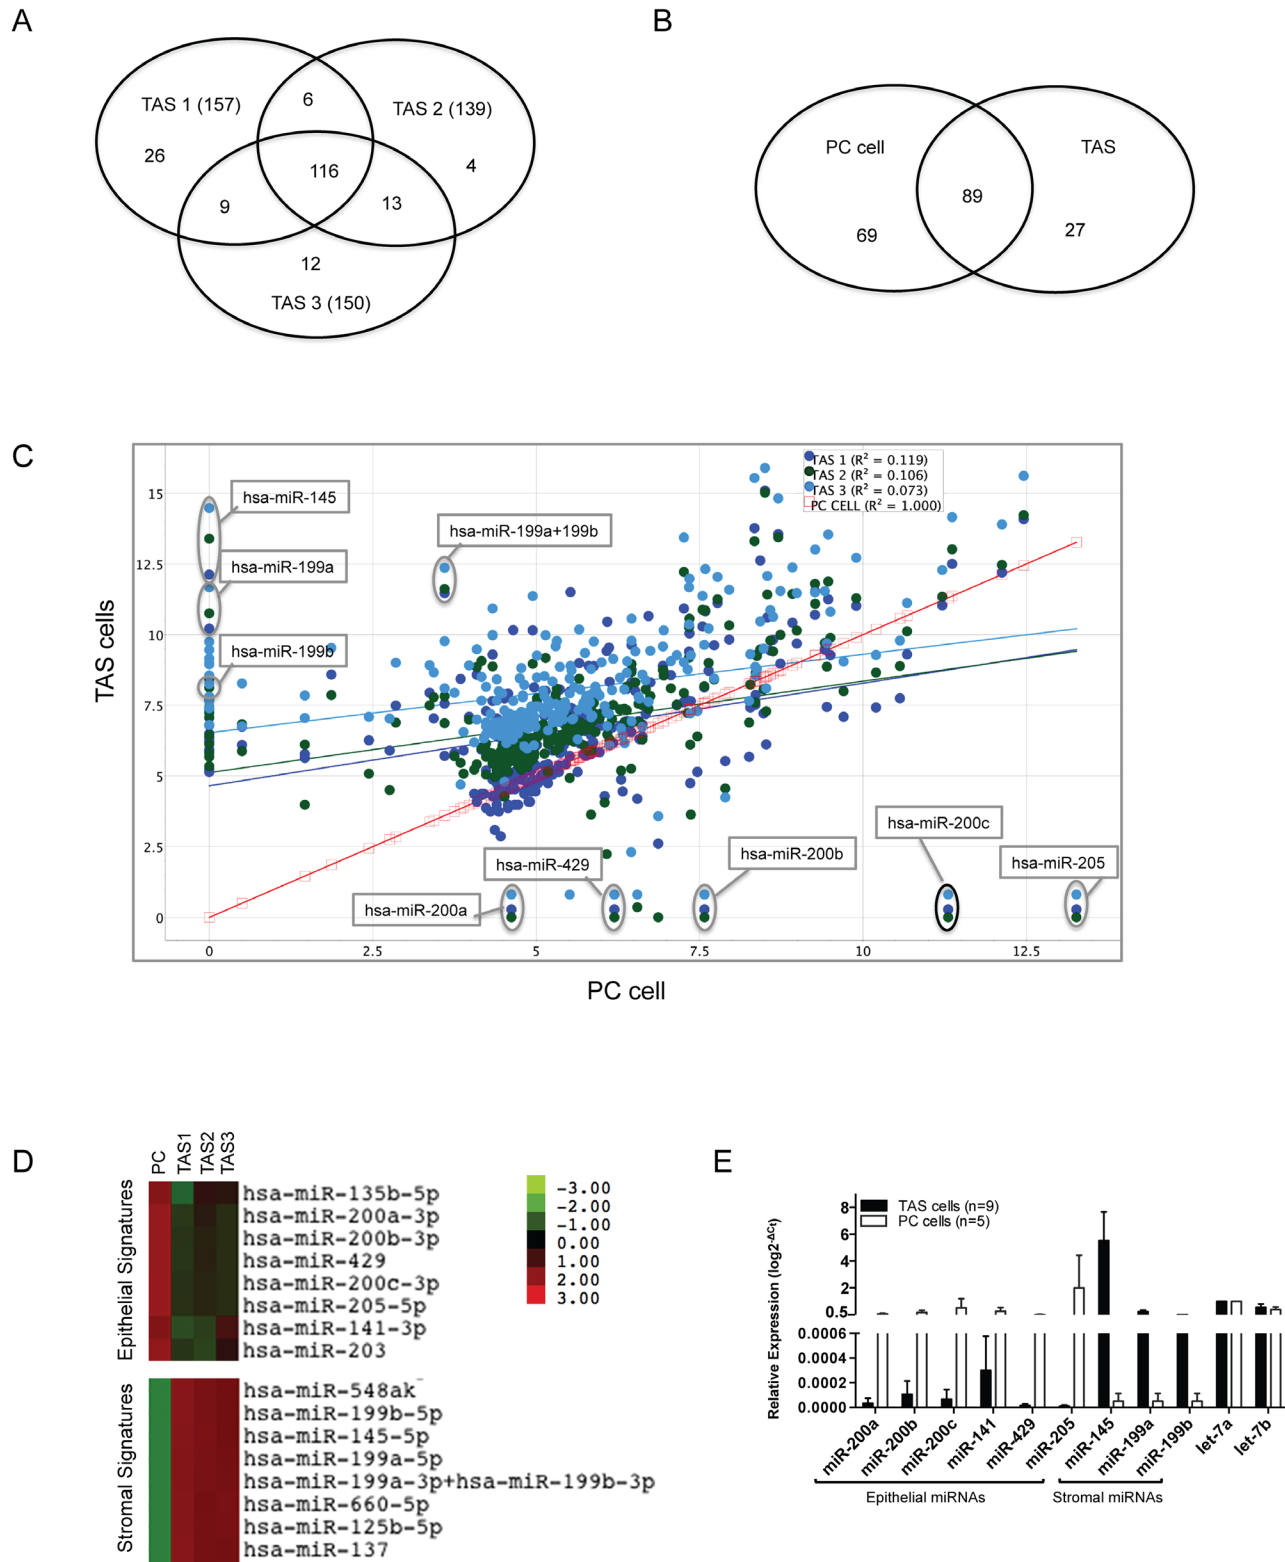 A
TAS 1 (157)
6
TAS 2 (139)
26
116
4
9
13
12
TAS 3 (150)
B
PC cell
TAS
89
69
27
C
TAS 1 (R² = 0.119)
TAS 2 (R² = 0.106)
TAS 3 (R² = 0.073)
PC CELL (R² = 1.000)
hsa-miR-145
hsa-miR-199a+199b
hsa-miR-199a
hsa-miR-199b
hsa-miR-200c
hsa-miR-429
hsa-miR-200b
hsa-miR-205
hsa-miR-200a
TAS cells
15
12.5
10
7.5
5
2.5
0
0 2.5 5 7.5 10 12.5
PC cell
D
PC TAS1 TAS2 TAS3
Epithelial Signatures
hsa-miR-135b-5p
hsa-miR-200a-3p
hsa-miR-200b-3p
hsa-miR-429
hsa-miR-200c-3p
hsa-miR-205-5p
hsa-miR-141-3p
hsa-miR-203
Stromal Signatures
hsa-miR-548ak
hsa-miR-199b-5p
hsa-miR-145-5p
hsa-miR-199a-5p
hsa-miR-199a-3p+hsa-miR-199b-3p
hsa-miR-660-5p
hsa-miR-125b-5p
hsa-miR-137
-3.00
-2.00
-1.00
0.00
1.00
2.00
3.00
E
TAS cells (n=9)
PC cells (n=5)
Relative Expression (log2-ΔCt)
8
6
4
2
0.5
0.0006
0.0004
0.0002
0.0000
miR-200a miR-200b miR-200c miR-141 miR-429 miR-205 miR-145 miR-199a miR-199b let-7a let-7b
Epithelial miRNAs
Stromal miRNAs